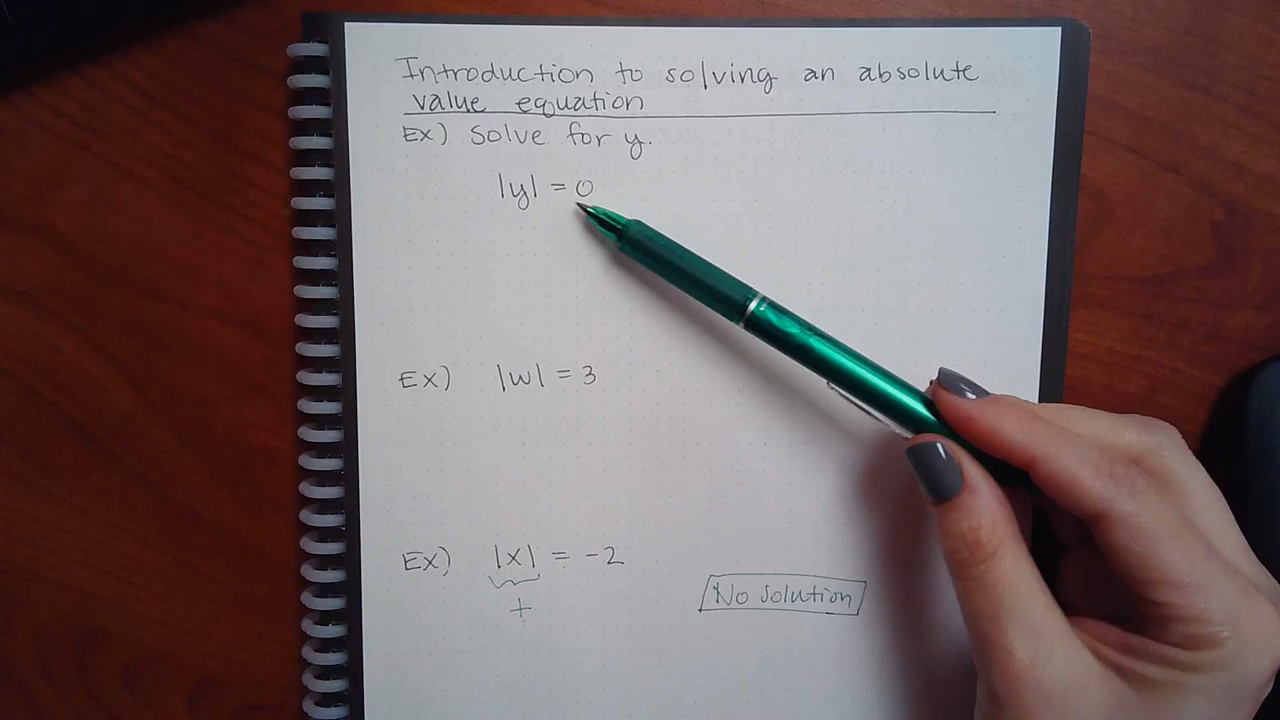 Introduction to solving an absolute
value equation
Ex) Solve for y.
|y| = 0
Ex) |w| = 3
Ex) |x| = -2
+
No solution